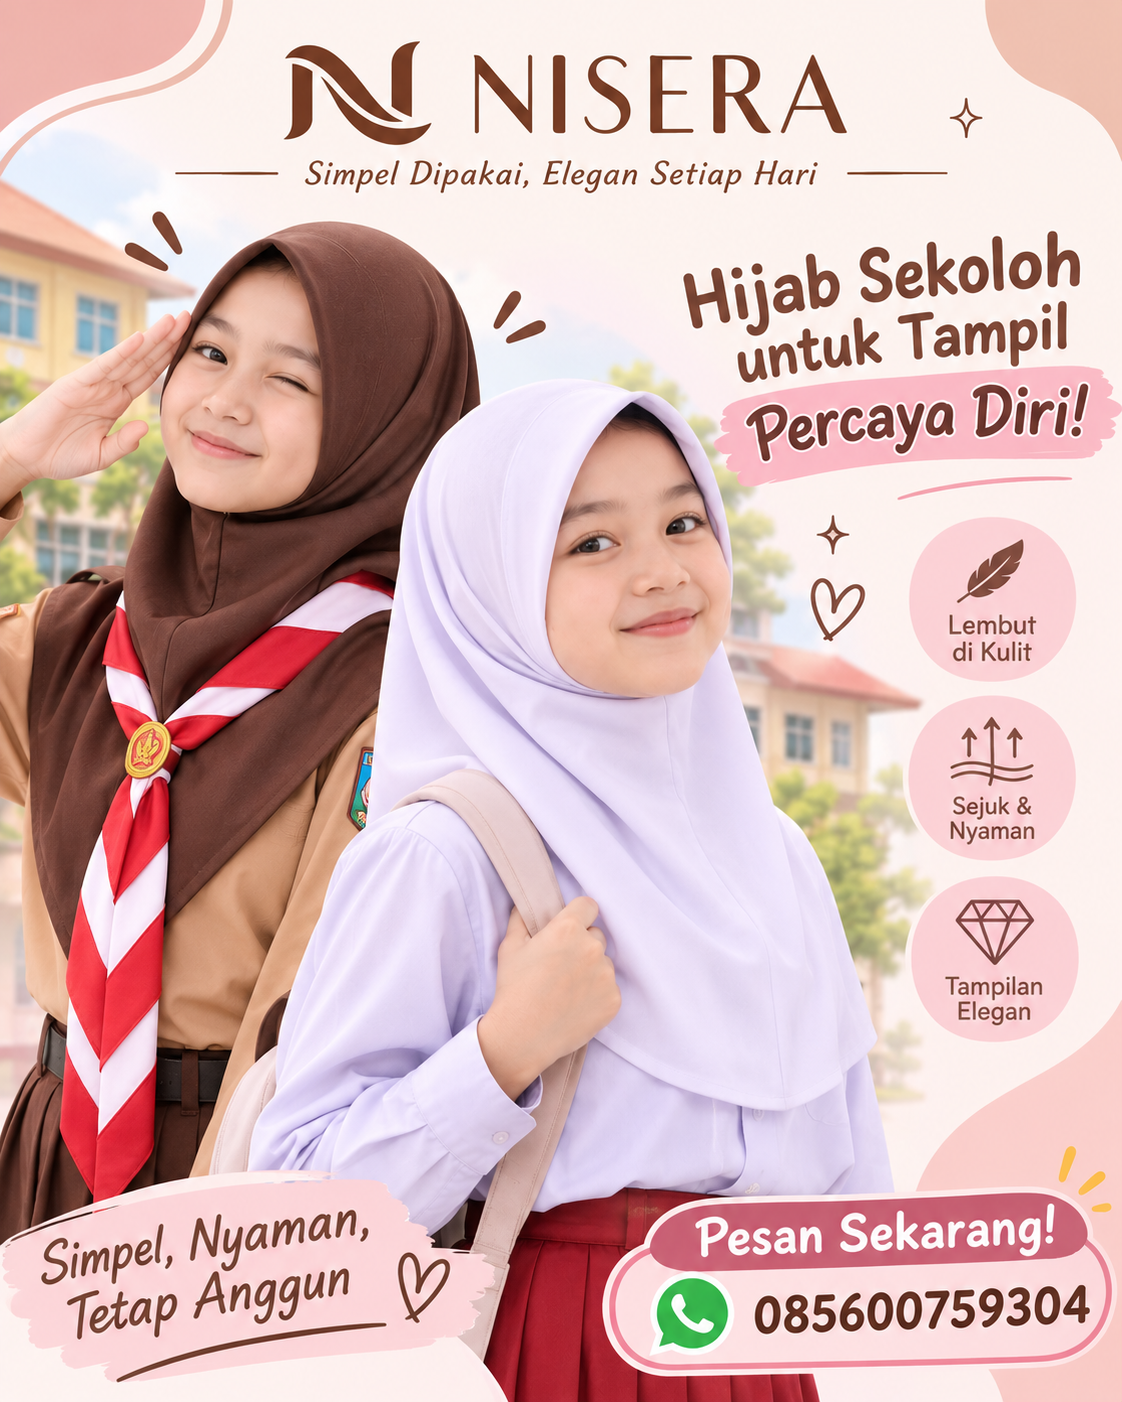 NISERA
Simpel Dipakai, Elegan Setiap Hari
Hijab Sekoloh
untuk Tampil
Percaya Diri!
Lembut
di Kulit
Sejuk &
Nyaman
Tampilan
Elegan
Simpel, Nyaman,
Tetap Anggun
Pesan Sekarang!
085600759304